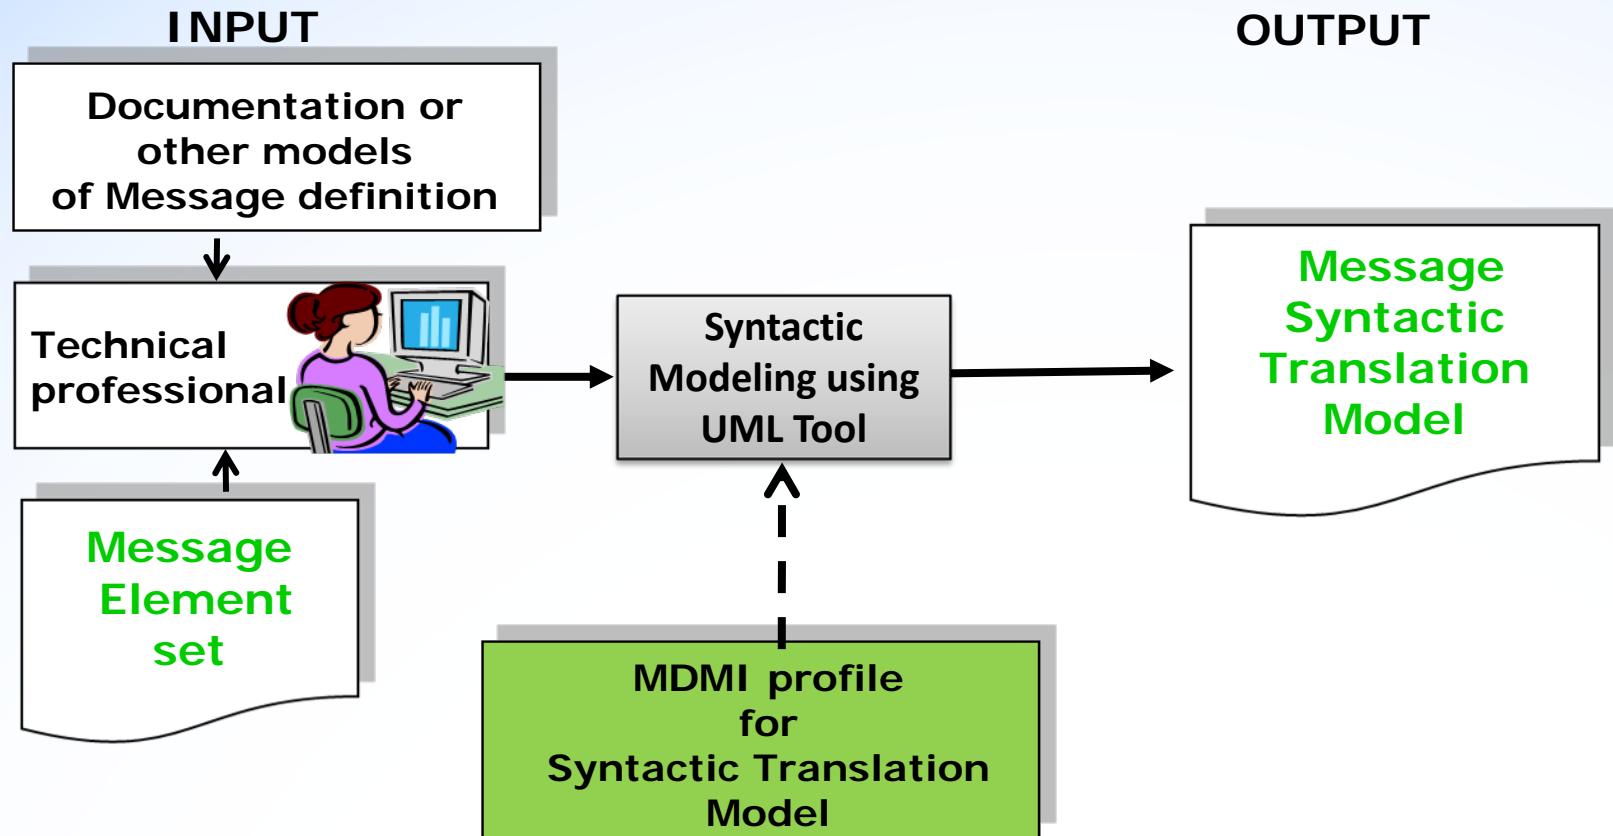 INPUT
OUTPUT
Documentation or
other models
of Message definition
Technical
professional
Syntactic
Modeling using
UML Tool
Message
Syntactic
Translation
Model
Message
Element
set
MDMI profile
for
Syntactic Translation
Model